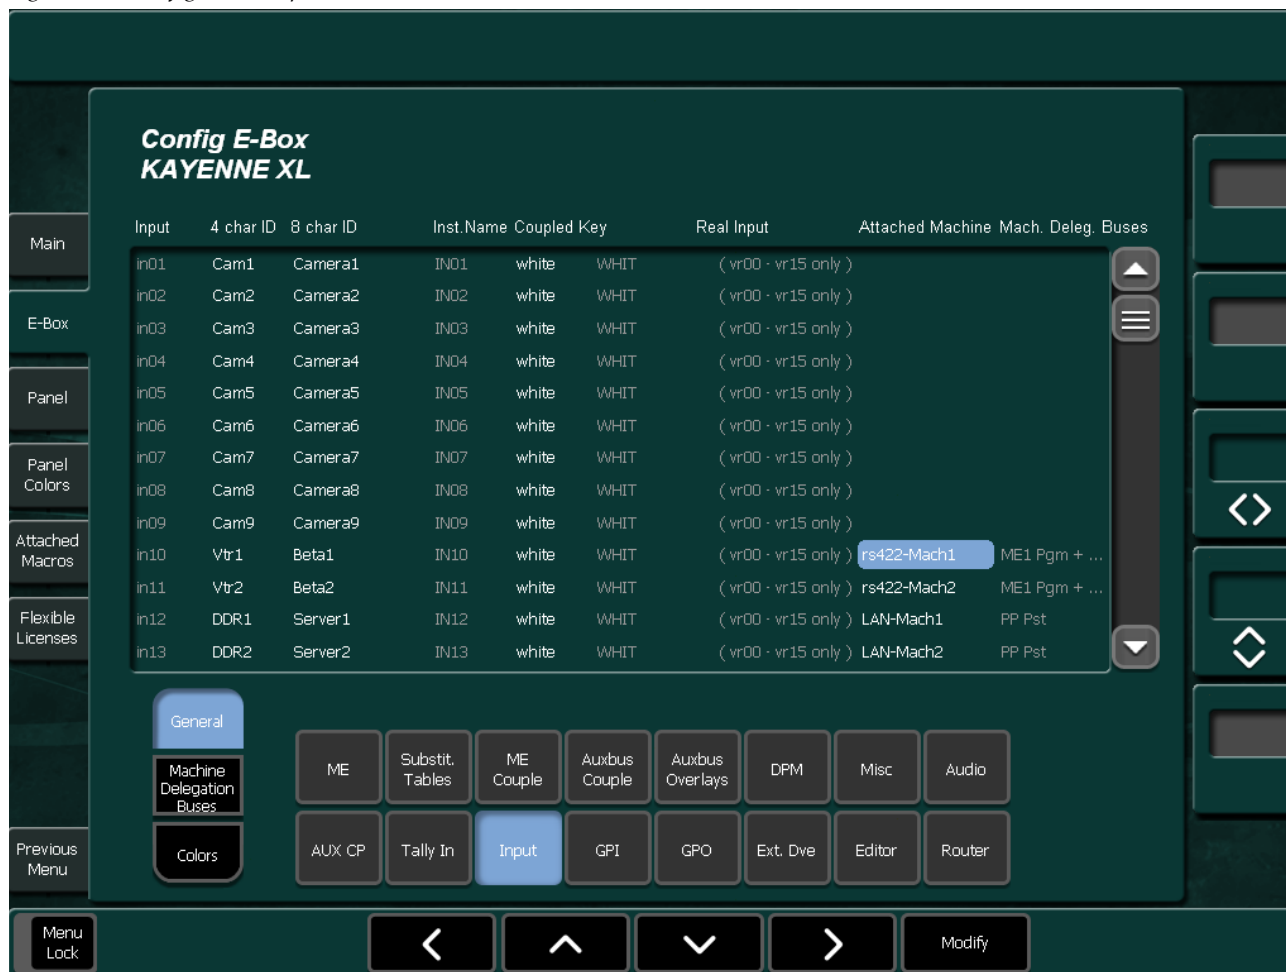 Config E-Box
KAYENNE XL
Input 4 char ID 8 char ID Inst.Name Coupled Key Real Input Attached Machine Mach. Deleg. Buses
in01 Cam1 Camera1 IN01 white WHIT ( vr00 - vr15 only )
in02 Cam2 Camera2 IN02 white WHIT ( vr00 - vr15 only )
in03 Cam3 Camera3 IN03 white WHIT ( vr00 - vr15 only )
in04 Cam4 Camera4 IN04 white WHIT ( vr00 - vr15 only )
in05 Cam5 Camera5 IN05 white WHIT ( vr00 - vr15 only )
in06 Cam6 Camera6 IN06 white WHIT ( vr00 - vr15 only )
in07 Cam7 Camera7 IN07 white WHIT ( vr00 - vr15 only )
in08 Cam8 Camera8 IN08 white WHIT ( vr00 - vr15 only )
in09 Cam9 Camera9 IN09 white WHIT ( vr00 - vr15 only )
in10 Vtr1 Beta1 IN10 white WHIT ( vr00 - vr15 only ) rs422-Mach1 ME1 Pgm + ...
in11 Vtr2 Beta2 IN11 white WHIT ( vr00 - vr15 only ) rs422-Mach2 ME1 Pgm + ...
in12 DDR1 Server1 IN12 white WHIT ( vr00 - vr15 only ) LAN-Mach1 PP Pst
in13 DDR2 Server2 IN13 white WHIT ( vr00 - vr15 only ) LAN-Mach2 PP Pst
Main
E-Box
Panel
Panel
Colors
Attached
Macros
Flexible
Licenses
Previous
Menu
General
Machine
Delegation
Buses
Colors
ME
Substit.
Tables
ME
Couple
Auxbus
Couple
Auxbus
Overlays
DPM
Misc
Audio
AUX CP
Tally In
Input
GPI
GPO
Ext. Dve
Editor
Router
Menu
Lock
Modify